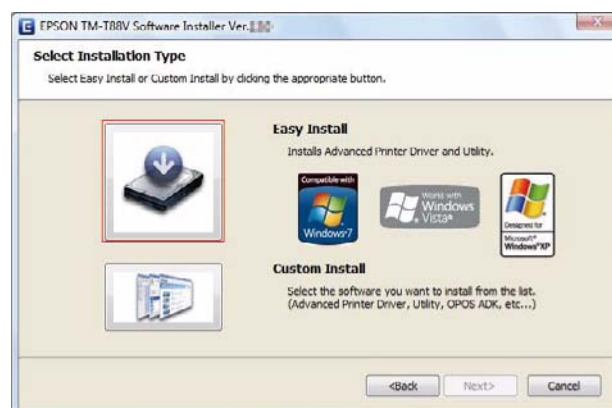 EPSON TM-T88V Software Installer Ver.
Select Installation Type
Select Easy Install or Custom Install by clicking the appropriate button.
Easy Install
Installs Advanced Printer Driver and Utility.
Compatible with
Windows 7
Works with
Windows
Vista
Designed for
Microsoft
Windows XP
Custom Install
Select the software you want to install from the list.
(Advanced Printer Driver, Utility, OPOS ADK, etc...)
<Back
Next>
Cancel